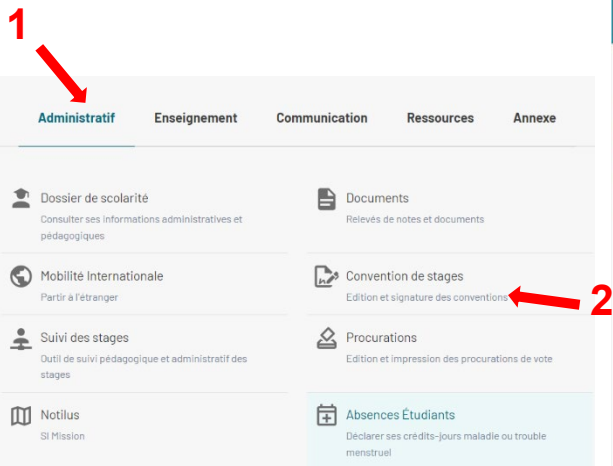 1
Administratif Enseignement Communication Ressources Annexe
Dossier de scolarité
Consulter ses informations administratives et
pédagogiques
Documents
Relevés de notes et documents
Mobilité Internationale
Partir à l'étranger
Convention de stages
Edition et signature des conventions
2
Suivi des stages
Outil de suivi pédagogique et administratif des
stages
Procurations
Edition et impression des procurations de vote
Notilus
SI Mission
Absences Étudiants
Déclarer ses crédits-jours maladie ou trouble
menstruel